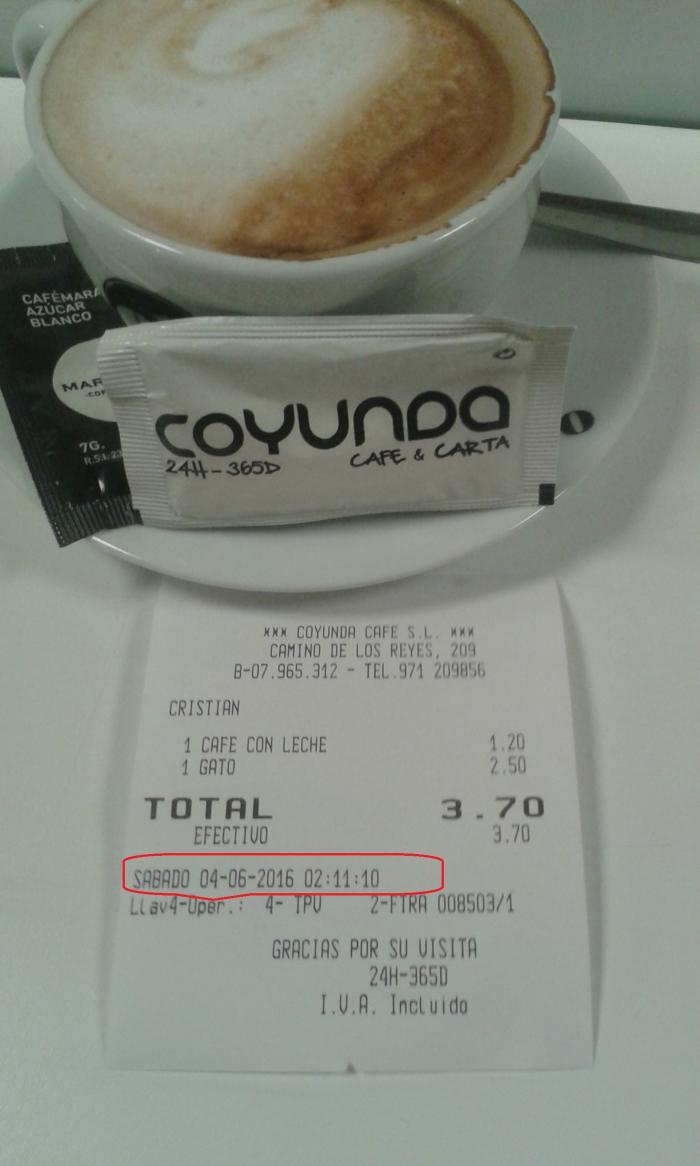 CAFÉMARA
AZÚCAR
BLANCO
MAR
7G.
COYUNDA
24H-365D
CAFE & CARTA
*** COYUNDA CAFE S.L. ***
CAMINO DE LOS REYES, 209
B-07.965.312 - TEL.971 209856
CRISTIAN
1 CAFE CON LECHE 1.20
1 GATO 2.50
TOTAL 3.70
EFECTIVO 3.70
SABADO 04-06-2016 02:11:10
Llav4-Oper.: 4- TPV 2-FTRA 008503/1
GRACIAS POR SU VISITA
24H-365D
I.V.A. Incluido